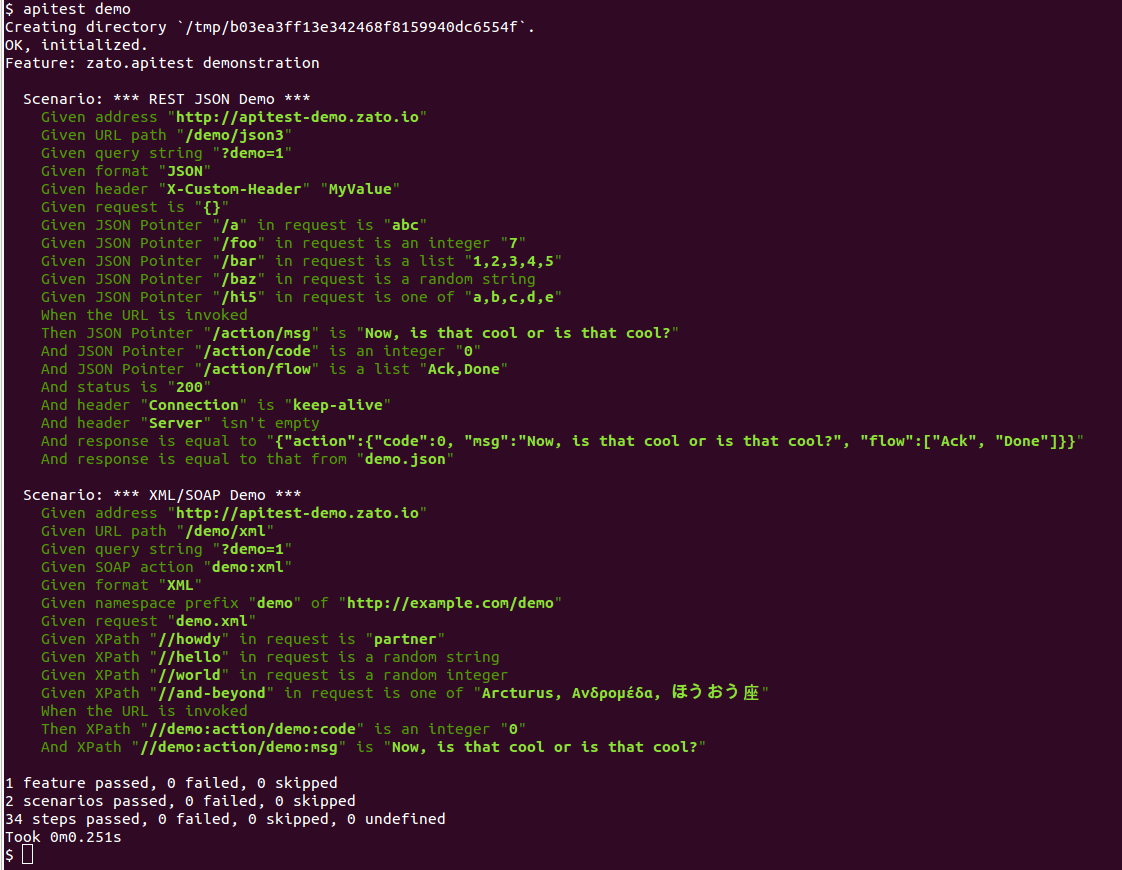 $ apitest demo
Creating directory `/tmp/b03ea3ff13e342468f8159940dc6554f`.
OK, initialized.
Feature: zato.apitest demonstration
Scenario: *** REST JSON Demo ***
Given address "http://apitest-demo.zato.io"
Given URL path "/demo/json3"
Given query string "?demo=1"
Given format "JSON"
Given header "X-Custom-Header" "MyValue"
Given request is "{}"
Given JSON Pointer "/a" in request is "abc"
Given JSON Pointer "/foo" in request is an integer "7"
Given JSON Pointer "/bar" in request is a list "1,2,3,4,5"
Given JSON Pointer "/baz" in request is a random string
Given JSON Pointer "/hi5" in request is one of "a,b,c,d,e"
When the URL is invoked
Then JSON Pointer "/action/msg" is "Now, is that cool or is that cool?"
And JSON Pointer "/action/code" is an integer "0"
And JSON Pointer "/action/flow" is a list "Ack,Done"
And status is "200"
And header "Connection" is "keep-alive"
And header "Server" isn't empty
And response is equal to "{"action":{"code":0, "msg":"Now, is that cool or is that cool?", "flow":["Ack", "Done"]}}"
And response is equal to that from "demo.json"
Scenario: *** XML/SOAP Demo ***
Given address "http://apitest-demo.zato.io"
Given URL path "/demo/xml"
Given query string "?demo=1"
Given SOAP action "demo:xml"
Given format "XML"
Given namespace prefix "demo" of "http://example.com/demo"
Given request "demo.xml"
Given XPath "//howdy" in request is "partner"
Given XPath "//hello" in request is a random string
Given XPath "//world" in request is a random integer
Given XPath "//and-beyond" in request is one of "Arcturus, Ανδρομέδα, ほうおう座"
When the URL is invoked
Then XPath "//demo:action/demo:code" is an integer "0"
And XPath "//demo:action/demo:msg" is "Now, is that cool or is that cool?"
1 feature passed, 0 failed, 0 skipped
2 scenarios passed, 0 failed, 0 skipped
34 steps passed, 0 failed, 0 skipped, 0 undefined
Took 0m0.251s
$